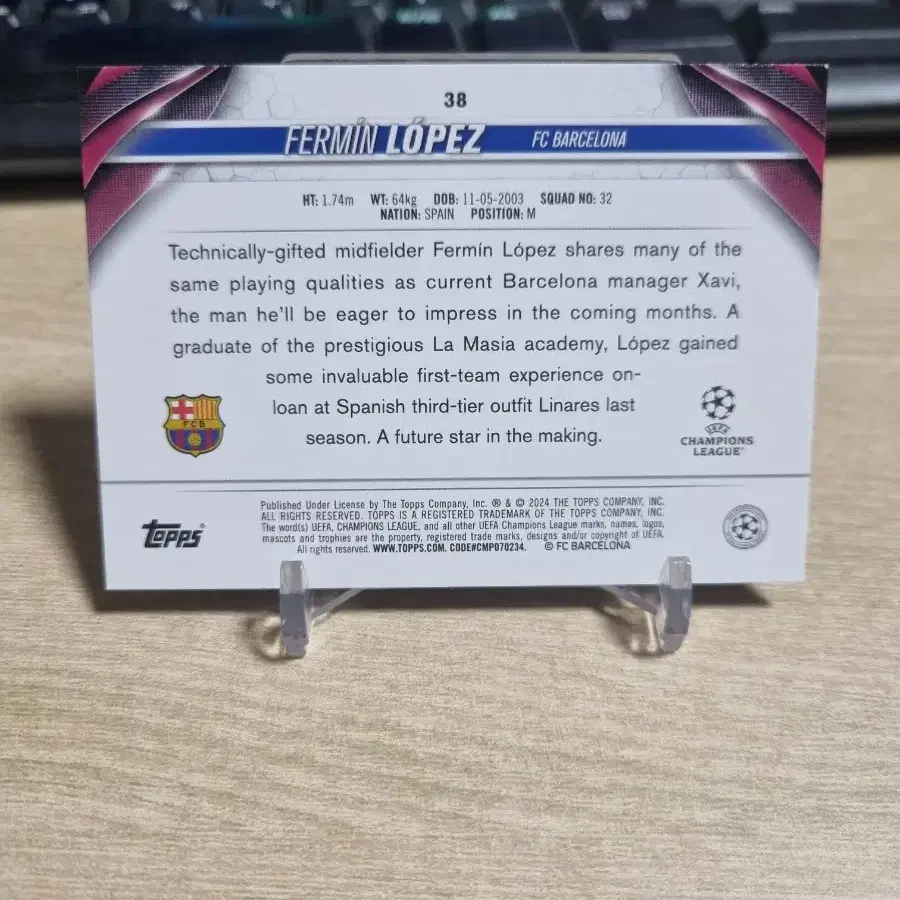 38
FERMÍN LÓPEZ FC BARCELONA
HT: 1.74m WT: 64kg DOB: 11-05-2003 SQUAD NO: 32
NATION: SPAIN POSITION: M
Technically-gifted midfielder Fermín López shares many of the
same playing qualities as current Barcelona manager Xavi,
the man he'll be eager to impress in the coming months. A
graduate of the prestigious La Masia academy, López gained
some invaluable first-team experience on-
loan at Spanish third-tier outfit Linares last
season. A future star in the making.
FCB
UEFA
CHAMPIONS
LEAGUE
topps®
Published Under License by The Topps Company, Inc. ® & © 2024 THE TOPPS COMPANY, INC.
ALL RIGHTS RESERVED. TOPPS IS A REGISTERED TRADEMARK OF THE TOPPS COMPANY, INC.
The word(s) UEFA, CHAMPIONS LEAGUE, and all other UEFA Champions League marks, names, logos,
mascots and trophies are the property, registered trade marks, designs and/or copyright of UEFA.
All rights reserved. WWW.TOPPS.COM. CODE#CMP070234. © FC BARCELONA